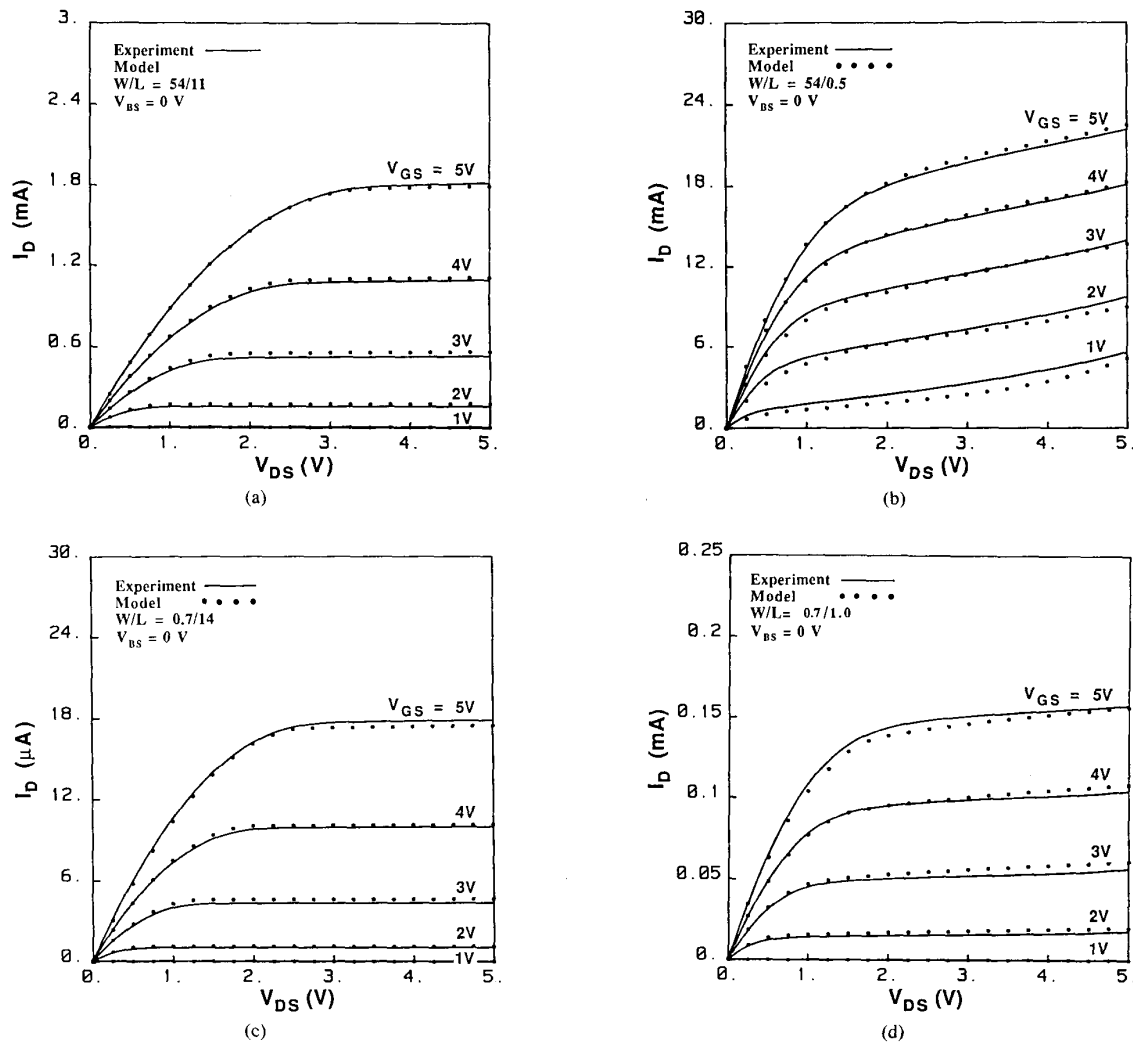 3.
2.4
1.8
1.2
0.6
0.
I_D (mA)
Experiment
Model
W/L = 54/11
V_BS = 0 V
V_GS = 5V
4V
3V
2V
1V
0. 1. 2. 3. 4. 5.
V_DS (V)
(a)
30.
24.
18.
12.
6.
0.
I_D (mA)
Experiment
Model
W/L = 54/0.5
V_BS = 0 V
V_GS = 5V
4V
3V
2V
1V
0. 1. 2. 3. 4. 5.
V_DS (V)
(b)
30.
24.
18.
12.
6.
0.
I_D (μA)
Experiment
Model
W/L = 0.7/14
V_BS = 0 V
V_GS = 5V
4V
3V
2V
1V
0. 1. 2. 3. 4. 5.
V_DS (V)
(c)
0.25
0.2
0.15
0.1
0.05
0.
I_D (mA)
Experiment
Model
W/L= 0.7/1.0
V_BS = 0 V
V_GS = 5V
4V
3V
2V
1V
0. 1. 2. 3. 4. 5.
V_DS (V)
(d)